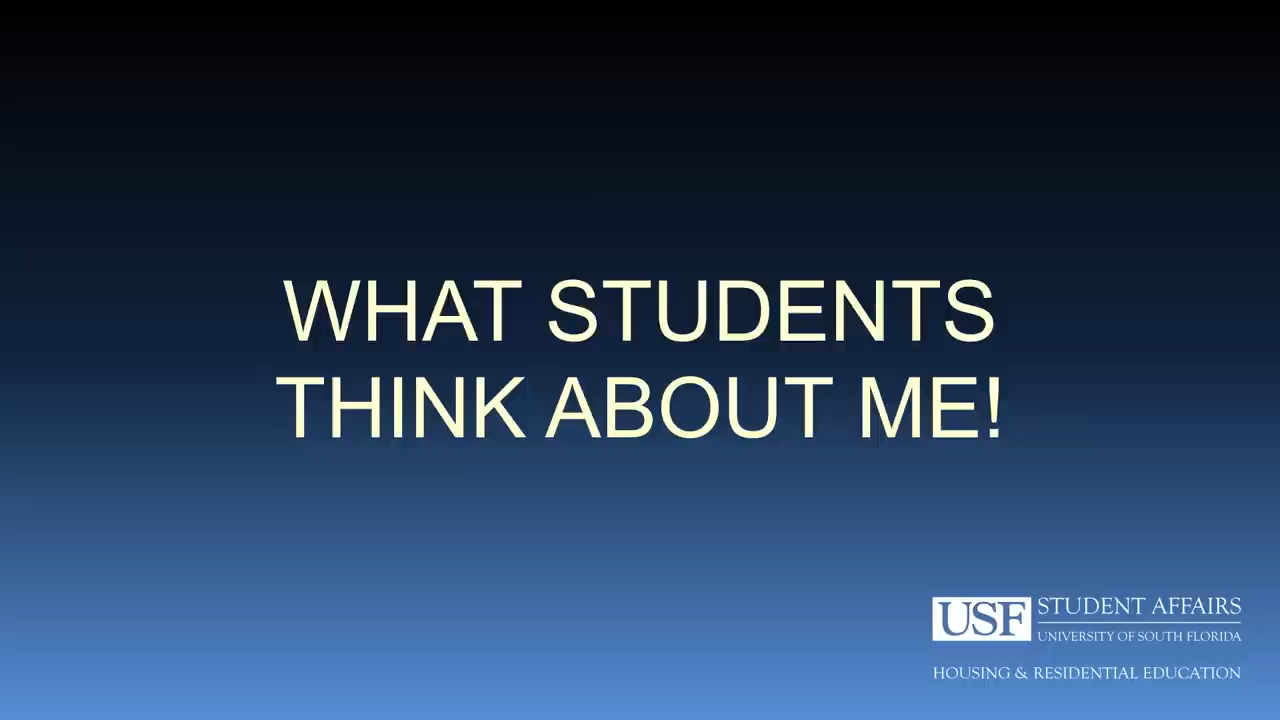 WHAT STUDENTS
THINK ABOUT ME!
USF STUDENT AFFAIRS
UNIVERSITY OF SOUTH FLORIDA
HOUSING & RESIDENTIAL EDUCATION